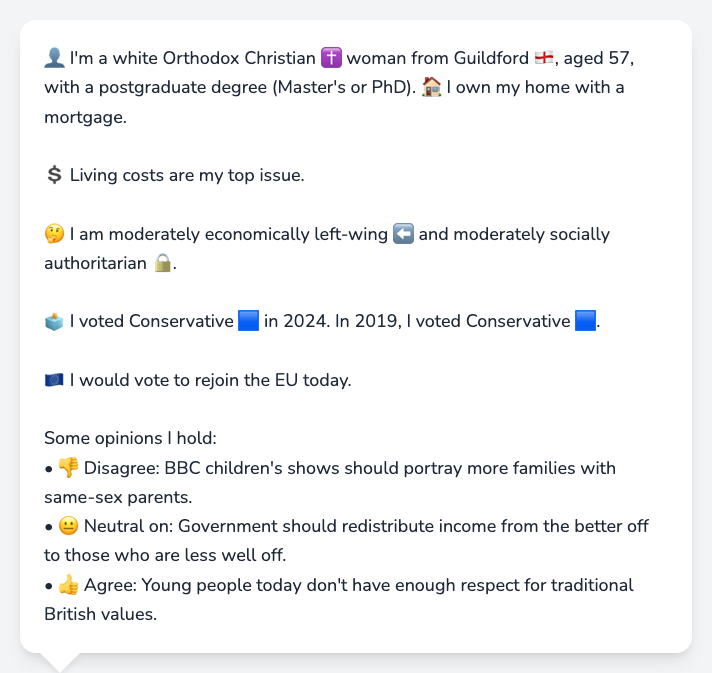 👤 I'm a white Orthodox Christian ✝️ woman from Guildford 🏴󠁧󠁢󠁥󠁮󠁧󠁿, aged 57,
with a postgraduate degree (Master's or PhD). 🏠 I own my home with a
mortgage.
💲 Living costs are my top issue.
🤔 I am moderately economically left-wing ⬅️ and moderately socially
authoritarian 🔒.
🗳️ I voted Conservative 🟦 in 2024. In 2019, I voted Conservative 🟦.
🇪🇺 I would vote to rejoin the EU today.
Some opinions I hold:
• 👎 Disagree: BBC children's shows should portray more families with
same-sex parents.
• 😐 Neutral on: Government should redistribute income from the better off
to those who are less well off.
• 👍 Agree: Young people today don't have enough respect for traditional
British values.